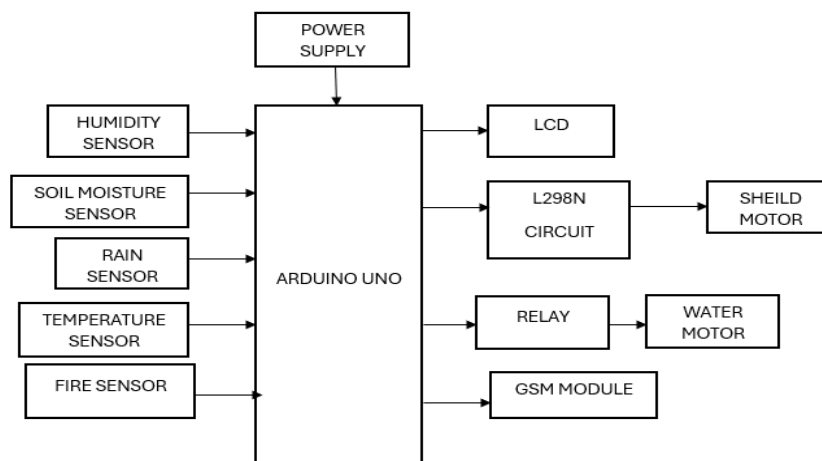 POWER
SUPPLY
HUMIDITY
SENSOR
SOIL MOISTURE
SENSOR
RAIN
SENSOR
TEMPERATURE
SENSOR
FIRE SENSOR
ARDUINO UNO
LCD
L298N
CIRCUIT
SHEILD
MOTOR
RELAY
WATER
MOTOR
GSM MODULE